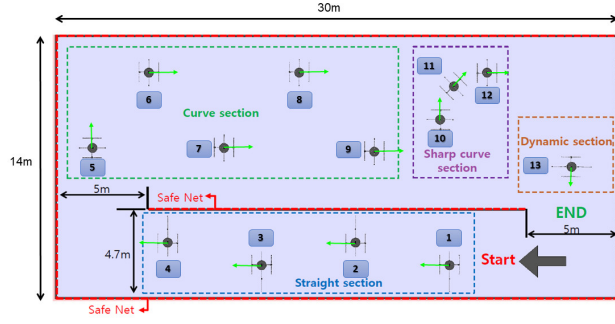 30m
14m
11
6
8
12
Curve section
10
7
9
Sharp curve
section
Dynamic section
13
5
5m
Safe Net
END
5m
3
1
4.7m
Start
4
2
Straight section
Safe Net